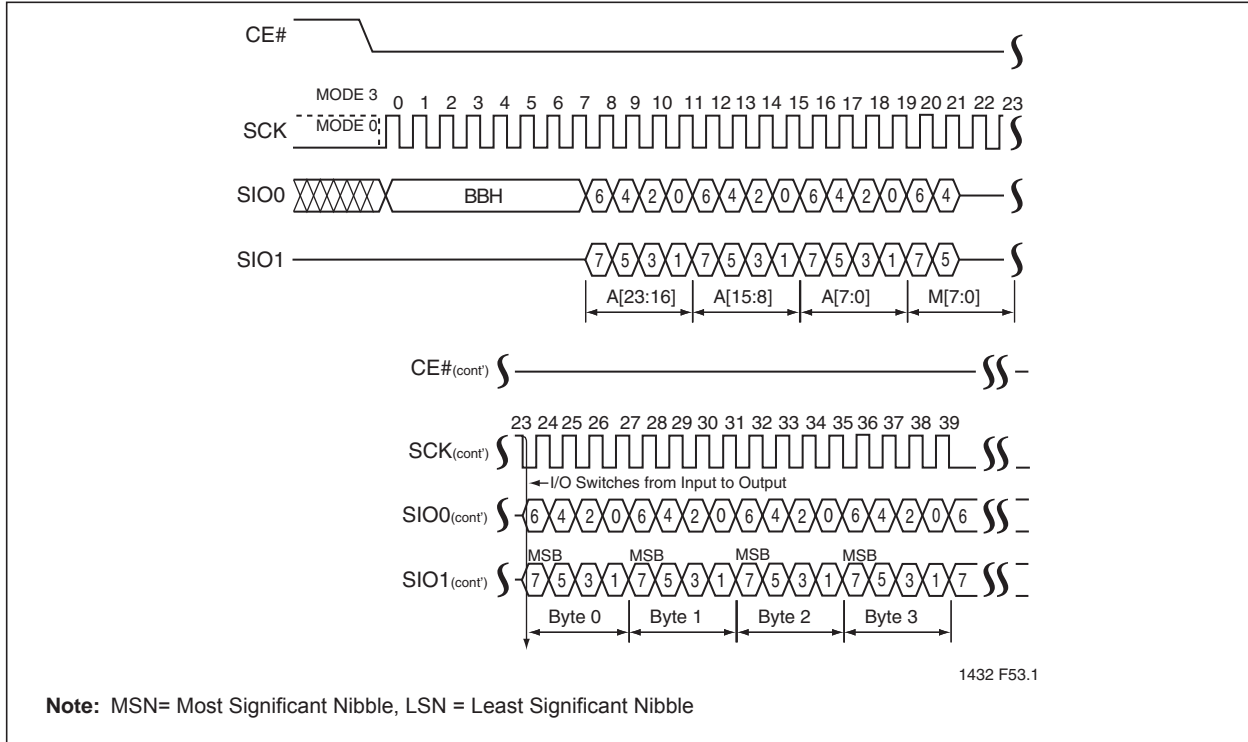 CE#
MODE 3
0 1 2 3 4 5 6 7 8 9 10 11 12 13 14 15 16 17 18 19 20 21 22 23
SCK MODE 0
SIO0 BBH 6 4 2 0 6 4 2 0 6 4 2 0 6 4
SIO1 7 5 3 1 7 5 3 1 7 5 3 1 7 5
A[23:16] A[15:8] A[7:0] M[7:0]
CE#(cont')
23 24 25 26 27 28 29 30 31 32 33 34 35 36 37 38 39
SCK(cont')
I/O Switches from Input to Output
SIO0(cont') 6 4 2 0 6 4 2 0 6 4 2 0 6 4 2 0 6
MSB MSB MSB MSB
SIO1(cont') 7 5 3 1 7 5 3 1 7 5 3 1 7 5 3 1 7
Byte 0 Byte 1 Byte 2 Byte 3
1432 F53.1
Note: MSN= Most Significant Nibble, LSN = Least Significant Nibble